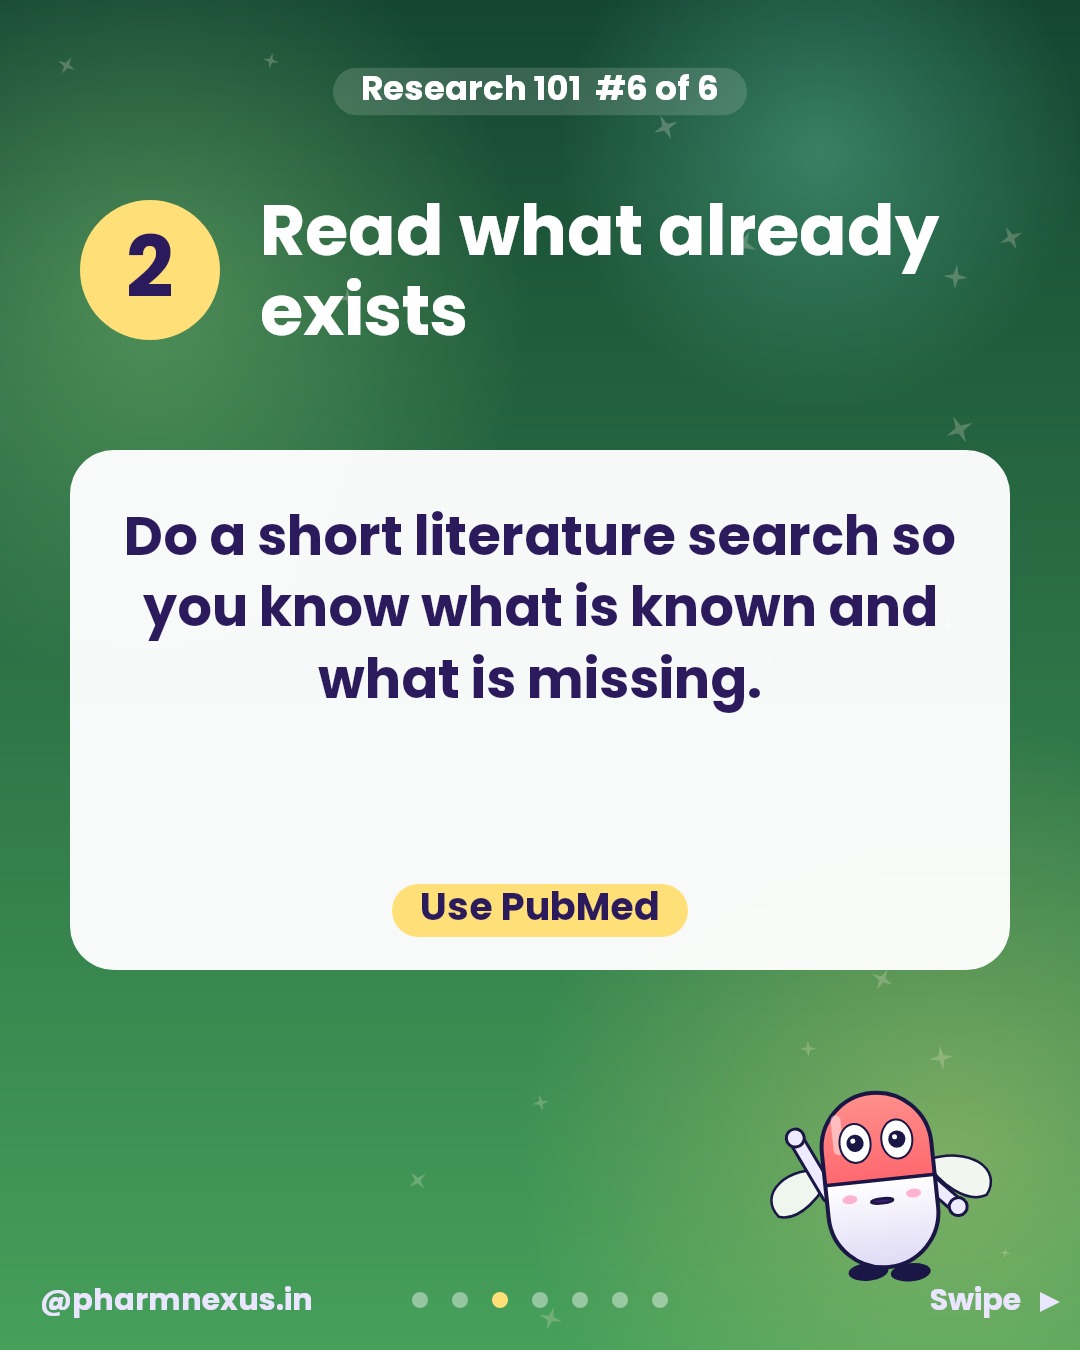 Research 101 #6 of 6
2
Read what already
exists
Do a short literature search so
you know what is known and
what is missing.
Use PubMed
@pharmnexus.in
Swipe ▶